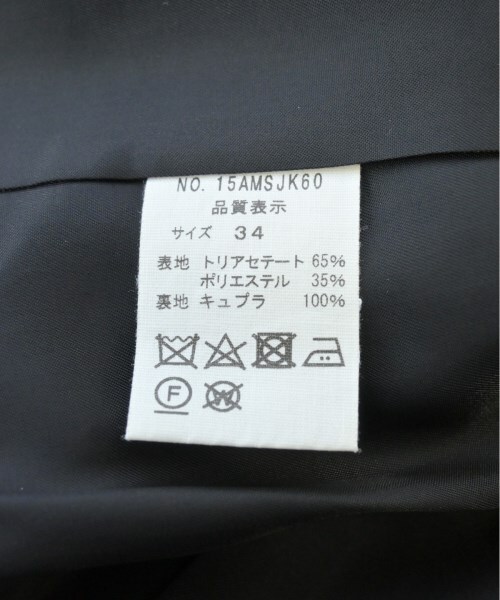 NO. 15AMSJK60
品質表示
サイズ 34
表地 トリアセテート 65%
ポリエステル 35%
裏地 キュプラ 100%
F
W